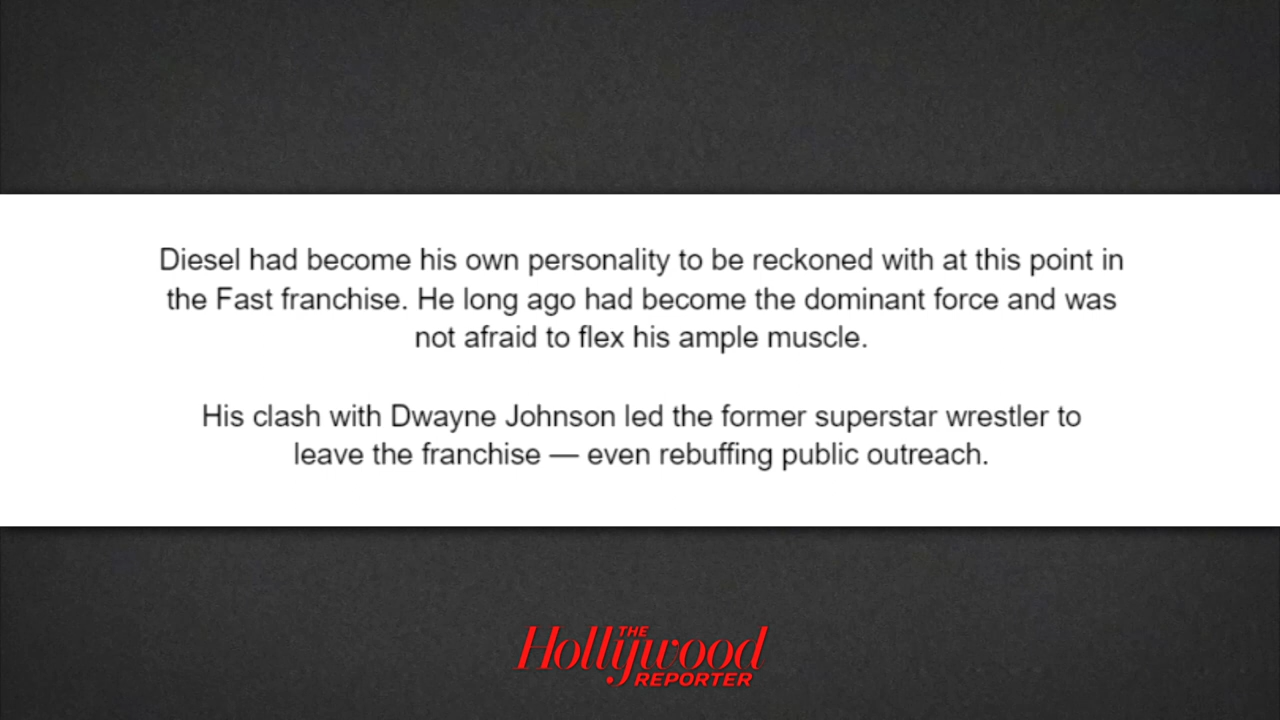 Diesel had become his own personality to be reckoned with at this point in
the Fast franchise. He long ago had become the dominant force and was
not afraid to flex his ample muscle.
His clash with Dwayne Johnson led the former superstar wrestler to
leave the franchise — even rebuffing public outreach.
THE
Hollywood
REPORTER